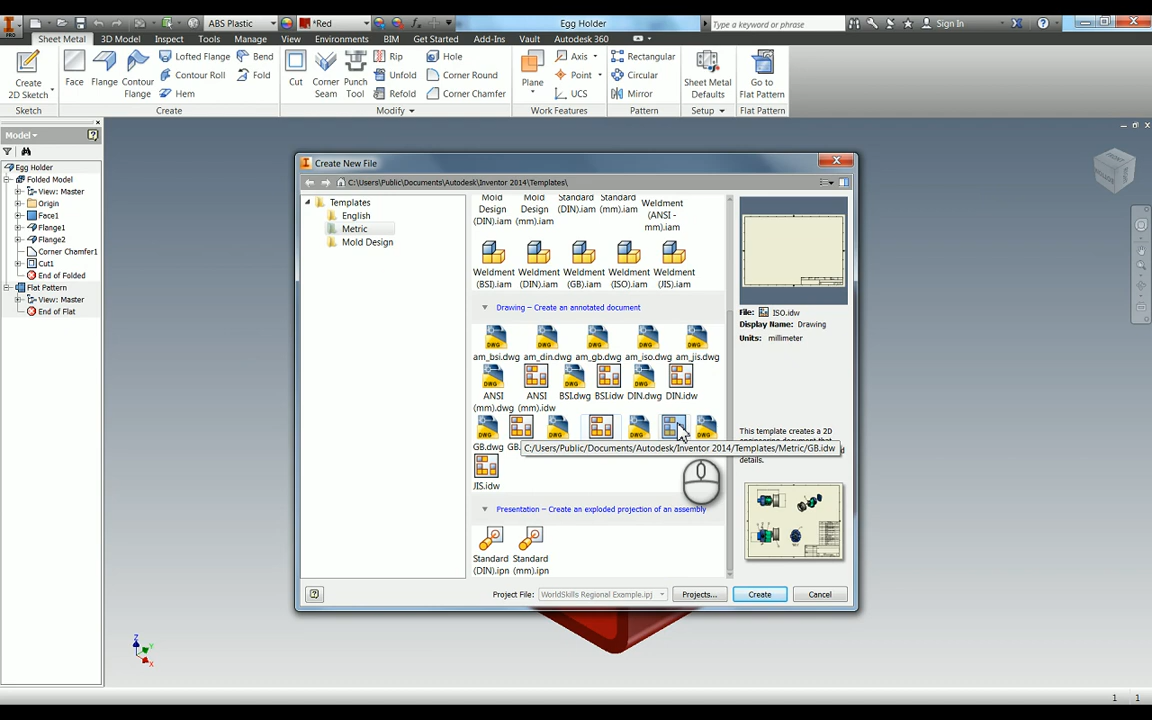 PRO
ABS Plastic
*Red
Egg Holder
Type a keyword or phrase
Sign In
Sheet Metal
3D Model
Inspect
Tools
Manage
View
Environments
BIM
Get Started
Add-Ins
Vault
Autodesk 360
Create
2D Sketch
Face
Flange
Contour
Flange
Lofted Flange
Contour Roll
Hem
Bend
Fold
Cut
Corner
Seam
Punch
Tool
Rip
Unfold
Refold
Hole
Corner Round
Corner Chamfer
Plane
Axis
Point
UCS
Rectangular
Circular
Mirror
Sheet Metal
Defaults
Go to
Flat Pattern
Sketch
Create
Modify
Work Features
Pattern
Setup
Flat Pattern
Model
Egg Holder
Folded Model
View: Master
Origin
Face1
Flange1
Flange2
Corner Chamfer1
Cut1
End of Folded
Flat Pattern
View: Master
End of Flat
Create New File
C:\Users\Public\Documents\Autodesk\Inventor 2014\Templates\
Templates
English
Metric
Mold Design
Mold
Design
(DIN).iam
Mold
Design
(mm).iam
Standard
(DIN).iam
Standard
(mm).iam
Weldment
(ANSI -
mm).iam
Weldment
(BSI).iam
Weldment
(DIN).iam
Weldment
(GB).iam
Weldment
(ISO).iam
Weldment
(JIS).iam
Drawing – Create an annotated document
am_bsi.dwg
am_din.dwg
am_gb.dwg
am_iso.dwg
am_jis.dwg
ANSI
(mm).dwg
ANSI
(mm).idw
BSI.dwg
BSI.idw
DIN.dwg
DIN.idw
GB.dwg
C:/Users/Public/Documents/Autodesk/Inventor 2014/Templates/Metric/GB.idw
JIS.idw
Presentation – Create an exploded projection of an assembly
Standard
(DIN).ipn
Standard
(mm).ipn
File: ISO.idw
Display Name: Drawing
Units: millimeter
This template creates a 2D
engineering document that
details.
Project File:
WorldSkills Regional Example.ipj
Projects...
Create
Cancel
FRONT
Z
Y
X
1
1